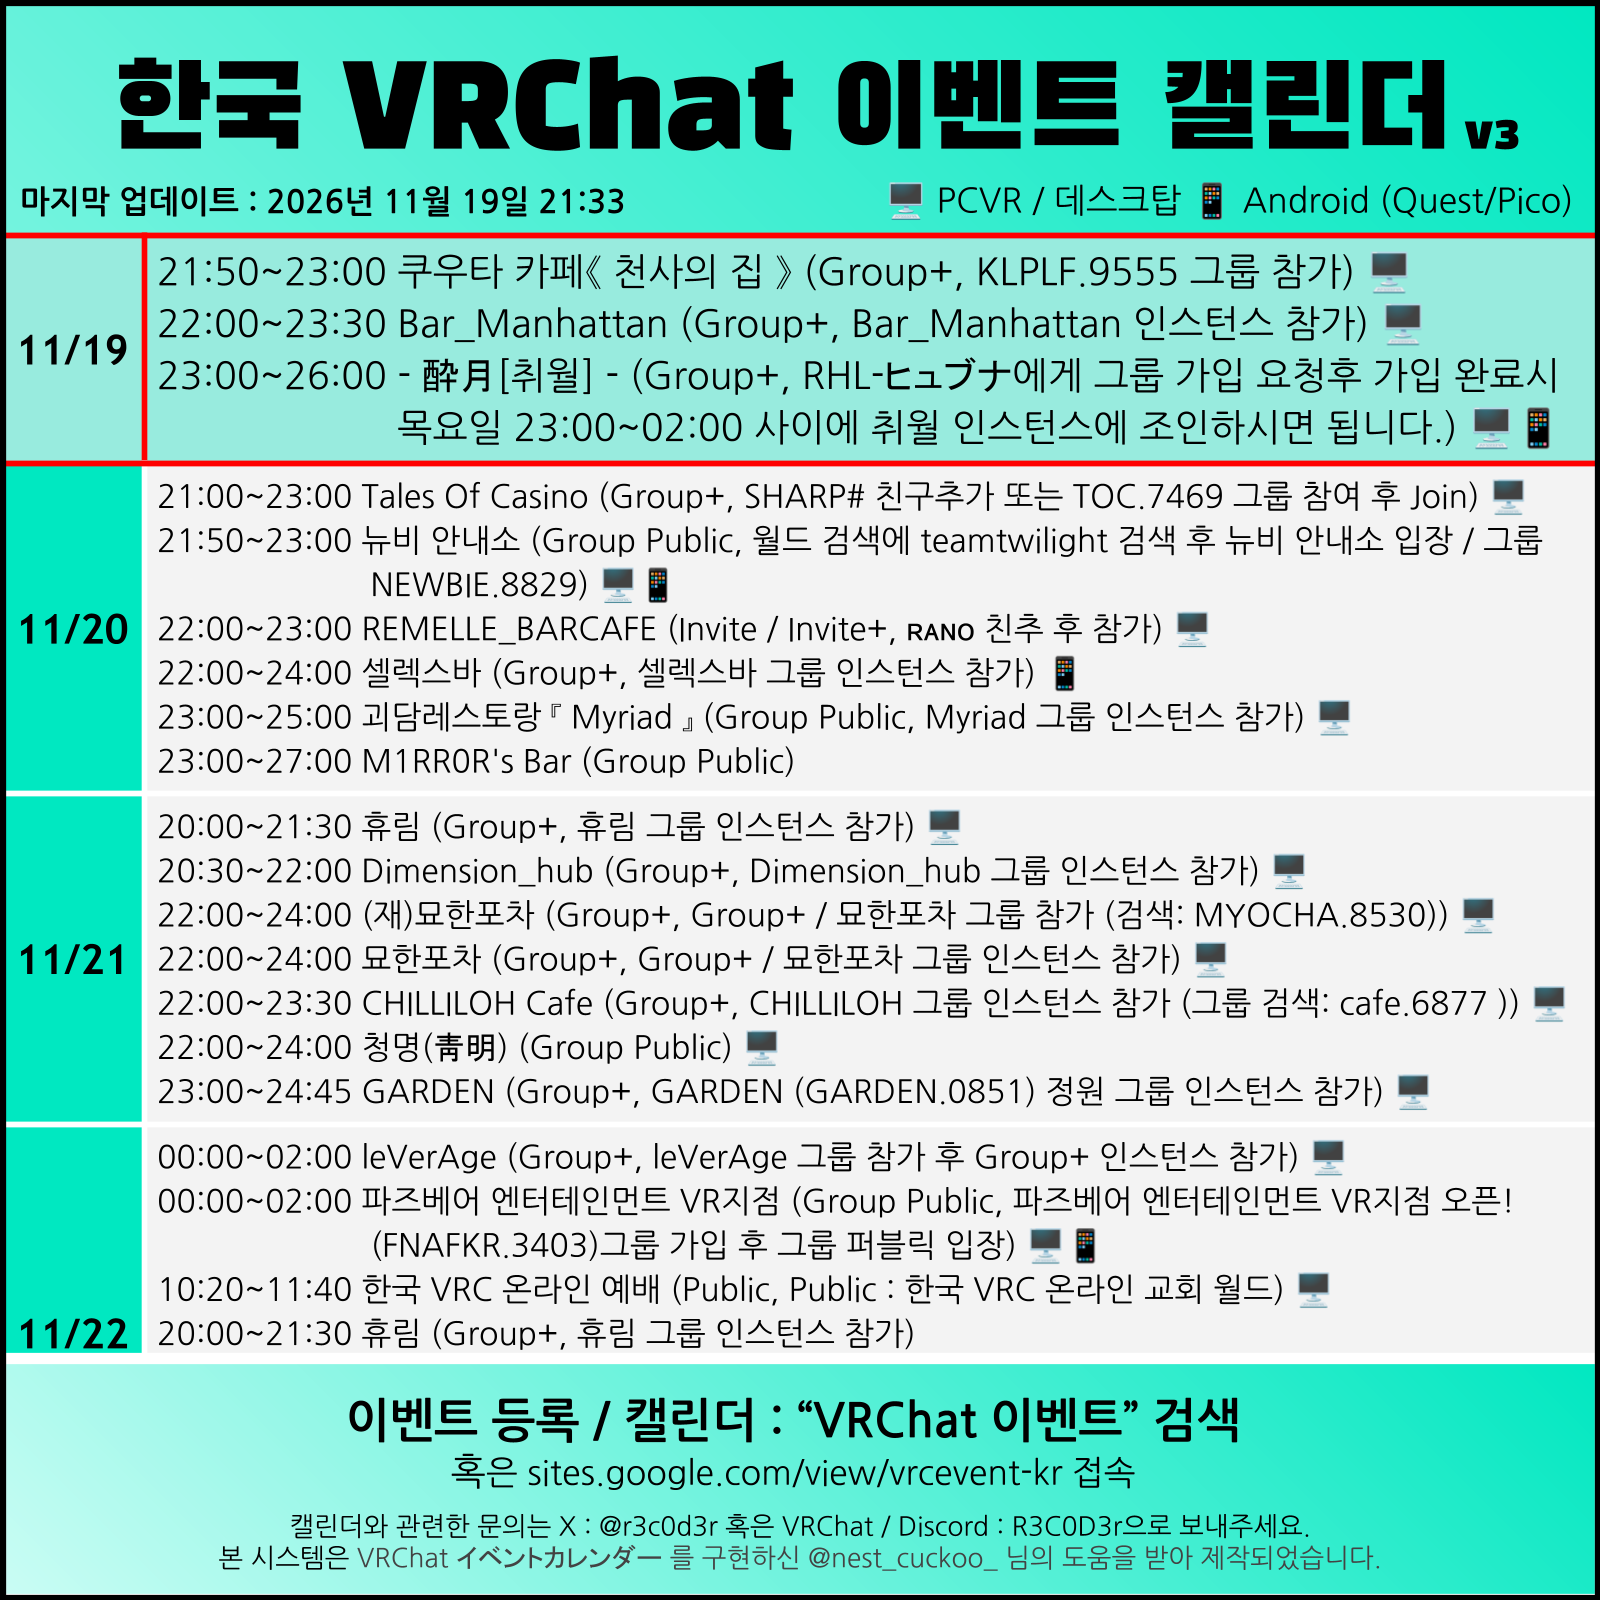 한국 VRChat 이벤트 캘린더 v3
마지막 업데이트 : 2026년 11월 19일 21:33
🖥️ PCVR / 데스크탑 📱 Android (Quest/Pico)
11/19
21:50~23:00 쿠우타 카페《 천사의 집 》 (Group+, KLPLF.9555 그룹 참가) 🖥️
22:00~23:30 Bar_Manhattan (Group+, Bar_Manhattan 인스턴스 참가) 🖥️
23:00~26:00 - 酔月[취월] - (Group+, RHL-ヒュブナ에게 그룹 가입 요청후 가입 완료시
목요일 23:00~02:00 사이에 취월 인스턴스에 조인하시면 됩니다.) 🖥️📱
11/20
21:00~23:00 Tales Of Casino (Group+, SHARP# 친구추가 또는 TOC.7469 그룹 참여 후 Join) 🖥️
21:50~23:00 뉴비 안내소 (Group Public, 월드 검색에 teamtwilight 검색 후 뉴비 안내소 입장 / 그룹
NEWBIE.8829) 🖥️📱
22:00~23:00 REMELLE_BARCAFE (Invite / Invite+, ʀᴀɴᴏ 친추 후 참가) 🖥️
22:00~24:00 셀렉스바 (Group+, 셀렉스바 그룹 인스턴스 참가) 📱
23:00~25:00 괴담레스토랑『 Myriad 』(Group Public, Myriad 그룹 인스턴스 참가) 🖥️
23:00~27:00 M1RR0R's Bar (Group Public)
11/21
20:00~21:30 휴림 (Group+, 휴림 그룹 인스턴스 참가) 🖥️
20:30~22:00 Dimension_hub (Group+, Dimension_hub 그룹 인스턴스 참가) 🖥️
22:00~24:00 (재)묘한포차 (Group+, Group+ / 묘한포차 그룹 참가 (검색: MYOCHA.8530)) 🖥️
22:00~24:00 묘한포차 (Group+, Group+ / 묘한포차 그룹 인스턴스 참가) 🖥️
22:00~23:30 CHILLILOH Cafe (Group+, CHILLILOH 그룹 인스턴스 참가 (그룹 검색: cafe.6877 )) 🖥️
22:00~24:00 청명(靑明) (Group Public) 🖥️
23:00~24:45 GARDEN (Group+, GARDEN (GARDEN.0851) 정원 그룹 인스턴스 참가) 🖥️
11/22
00:00~02:00 leVerAge (Group+, leVerAge 그룹 참가 후 Group+ 인스턴스 참가) 🖥️
00:00~02:00 파즈베어 엔터테인먼트 VR지점 (Group Public, 파즈베어 엔터테인먼트 VR지점 오픈!
(FNAFKR.3403)그룹 가입 후 그룹 퍼블릭 입장) 🖥️📱
10:20~11:40 한국 VRC 온라인 예배 (Public, Public : 한국 VRC 온라인 교회 월드) 🖥️
20:00~21:30 휴림 (Group+, 휴림 그룹 인스턴스 참가)
이벤트 등록 / 캘린더 : “VRChat 이벤트” 검색
혹은 sites.google.com/view/vrcevent-kr 접속
캘린더와 관련한 문의는 X : @r3c0d3r 혹은 VRChat / Discord : R3C0D3r으로 보내주세요.
본 시스템은 VRChat イベントカレンダー 를 구현하신 @nest_cuckoo_ 님의 도움을 받아 제작되었습니다.